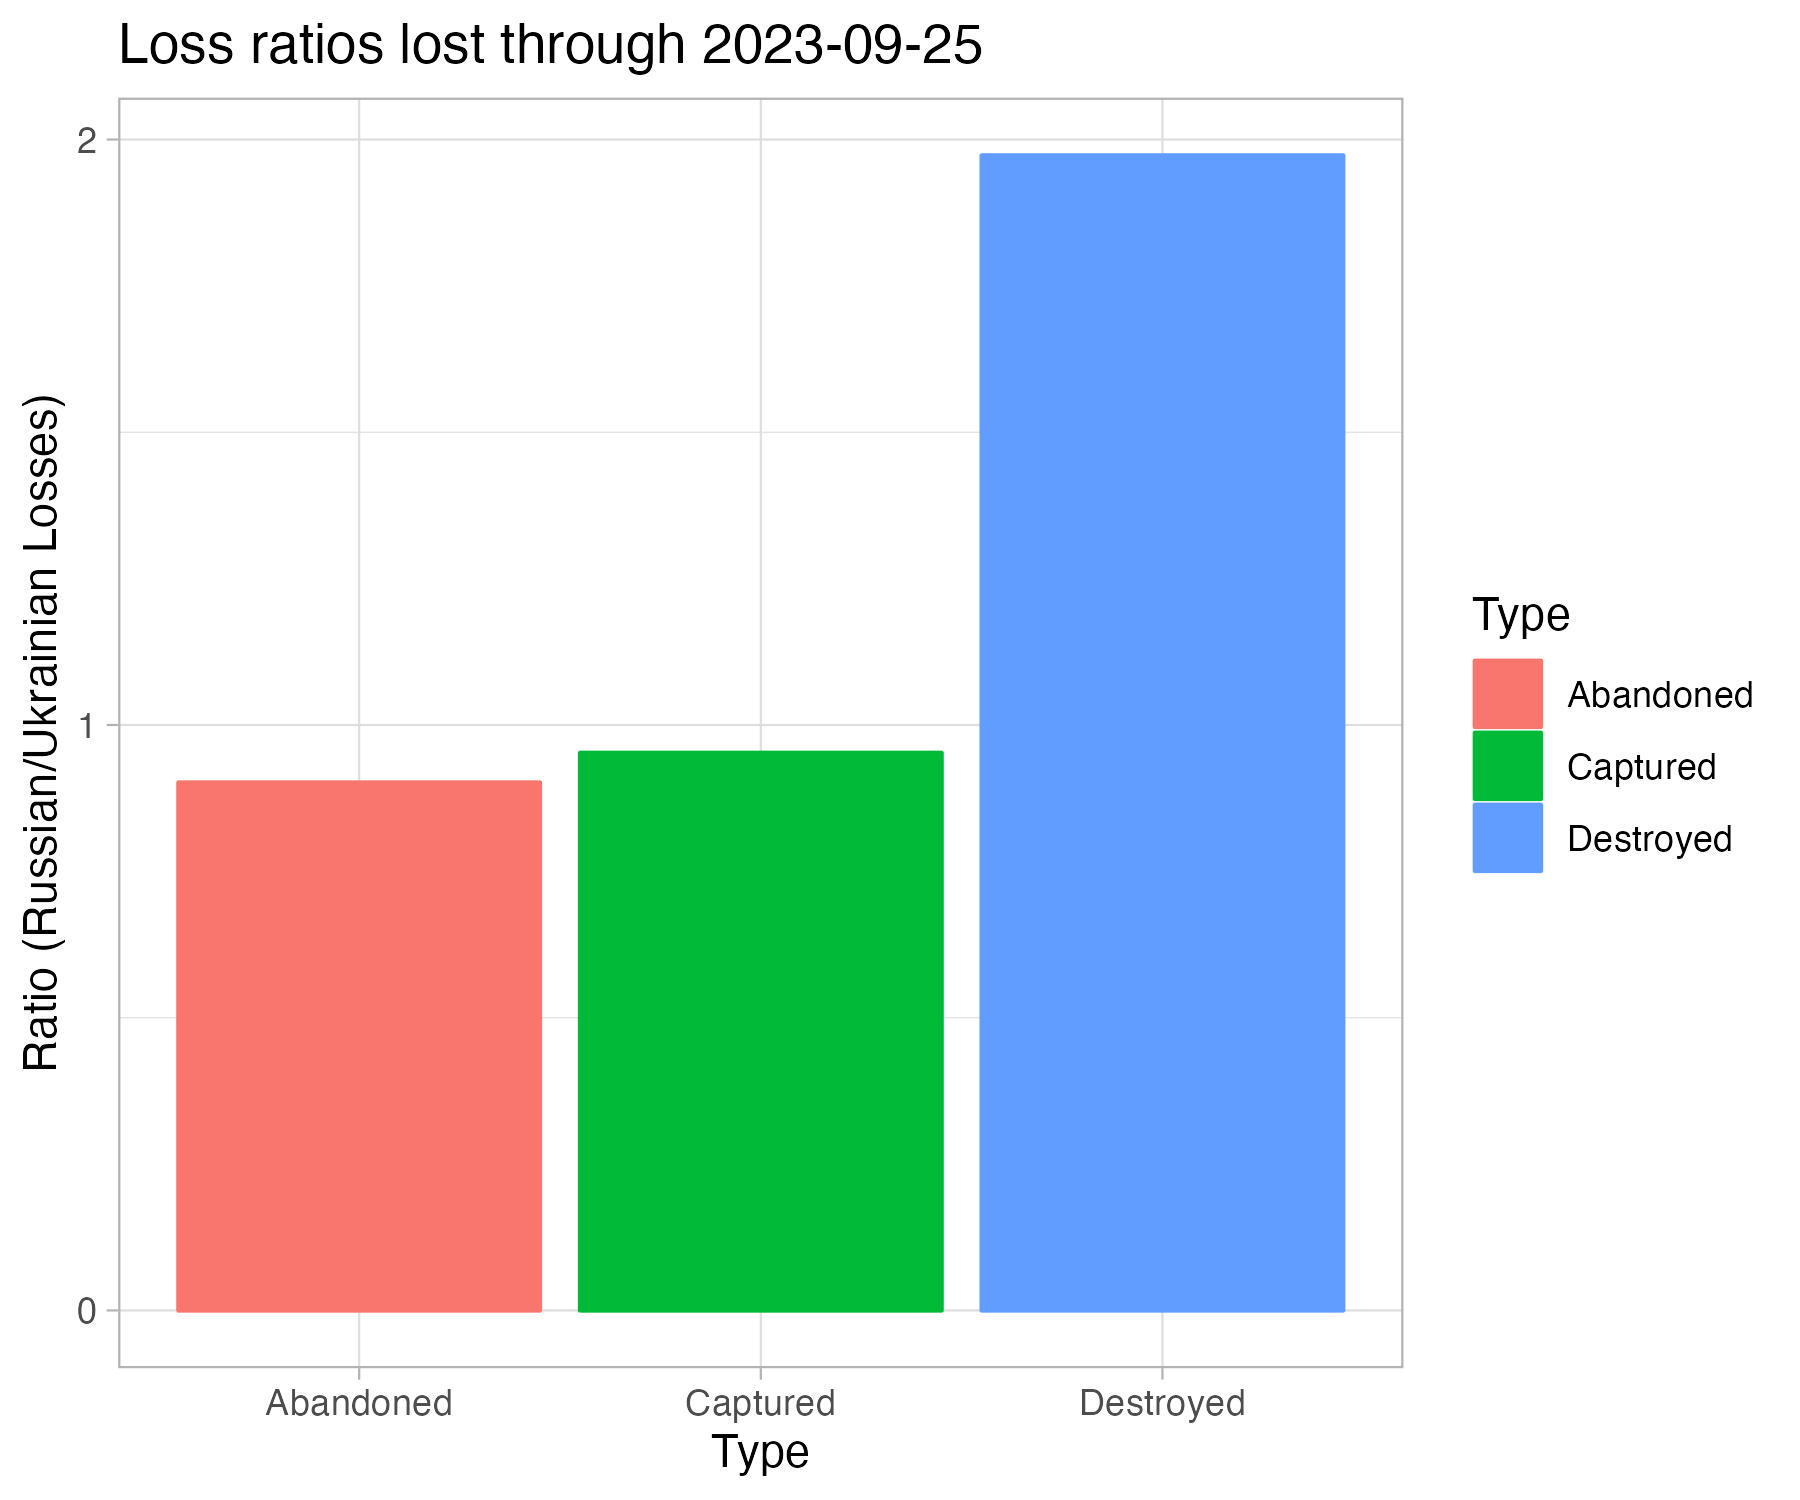 Loss ratios lost through 2023-09-25
Ratio (Russian/Ukrainian Losses)
2
1
0
Abandoned
Captured
Destroyed
Type
Type
Abandoned
Captured
Destroyed